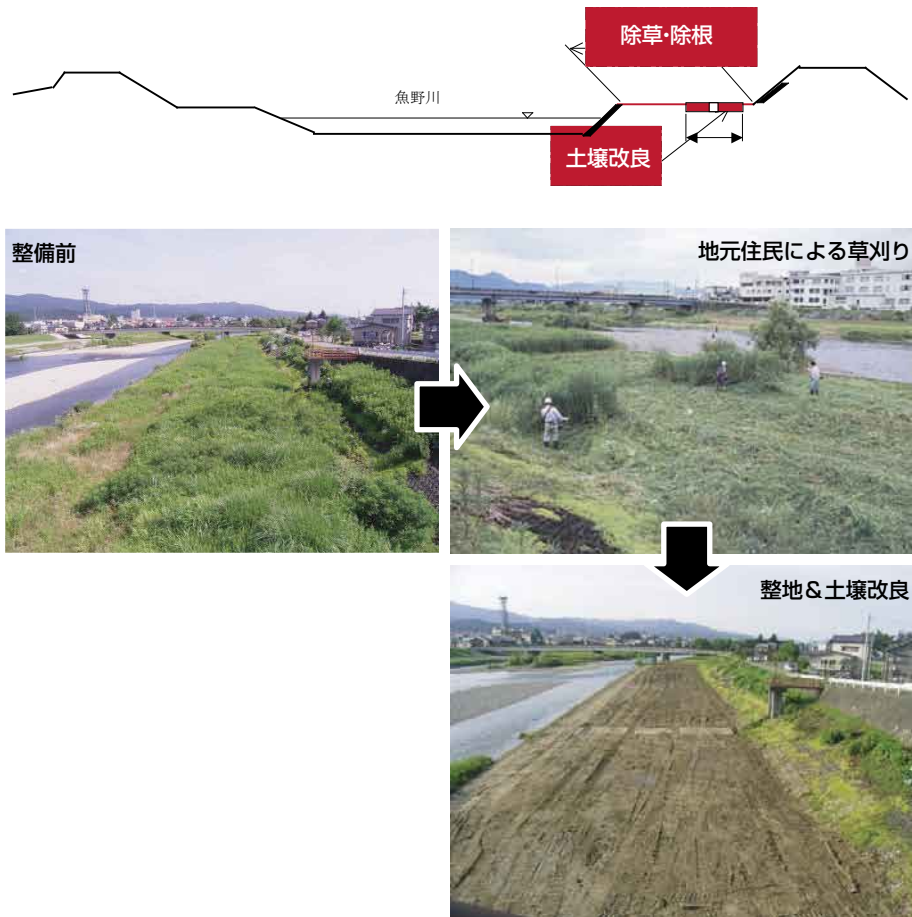 除草・除根
魚野川
土壌改良
整備前
地元住民による草刈り
整地&土壌改良